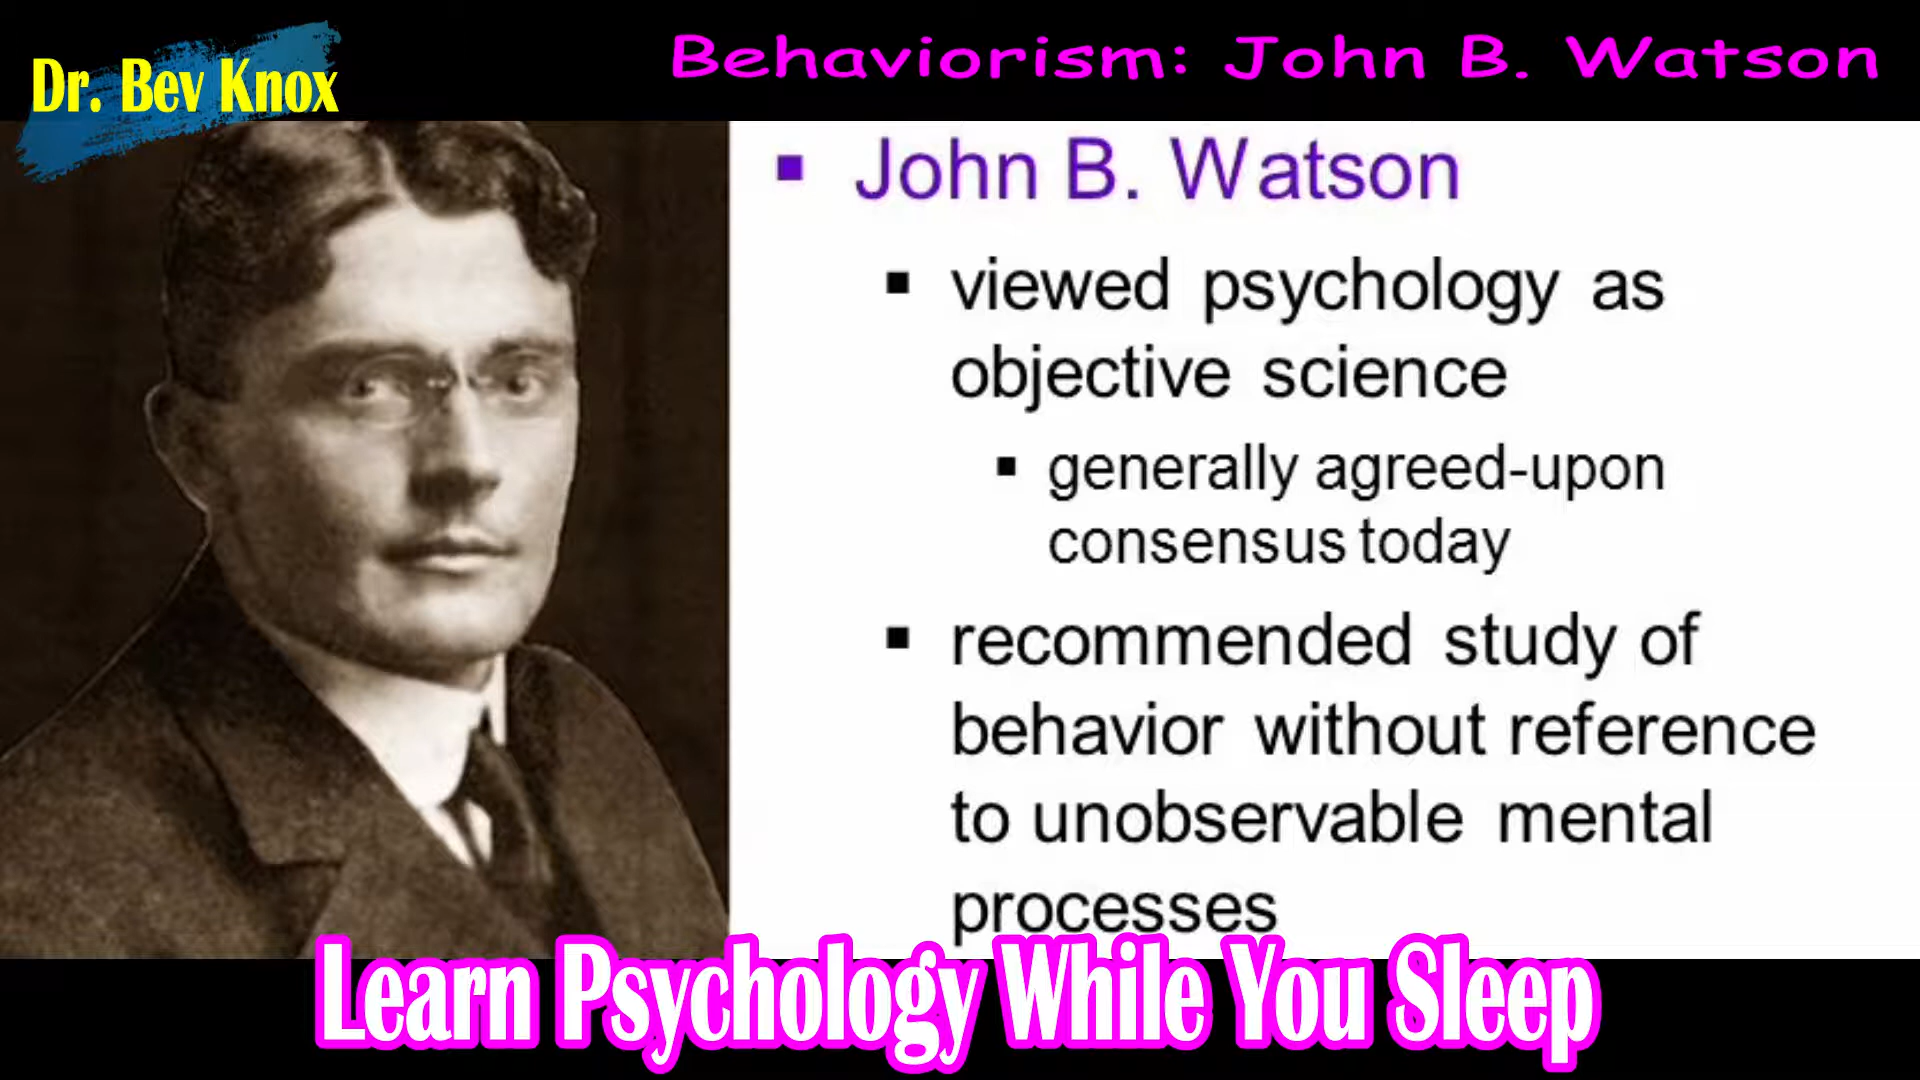 Dr. Bev Knox
Behaviorism: John B. Watson
▪ John B. Watson
▪ viewed psychology as
objective science
▪ generally agreed-upon
consensus today
▪ recommended study of
behavior without reference
to unobservable mental
processes
Learn Psychology While You Sleep